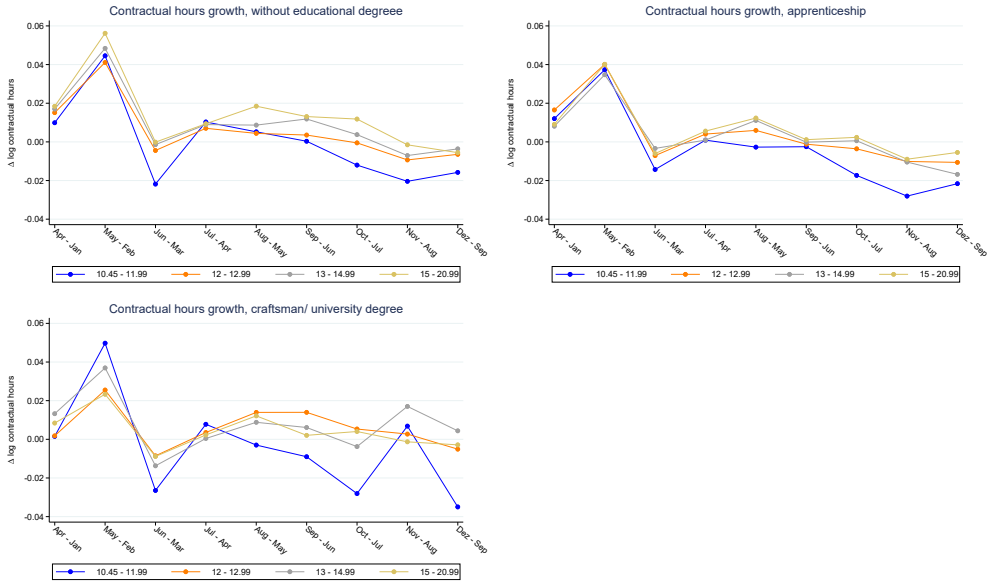 Contractual hours growth, without educational degreee
Δ log contractual hours
0.06
0.04
0.02
0.00
-0.02
-0.04
Apr - Jan
May - Feb
Jun - Mar
Jul - Apr
Aug - May
Sep - Jun
Oct - Jul
Nov - Aug
Dez - Sep
10.45 - 11.99 12 - 12.99 13 - 14.99 15 - 20.99
Contractual hours growth, apprenticeship
Δ log contractual hours
0.06
0.04
0.02
0.00
-0.02
-0.04
Apr - Jan
May - Feb
Jun - Mar
Jul - Apr
Aug - May
Sep - Jun
Oct - Jul
Nov - Aug
Dez - Sep
10.45 - 11.99 12 - 12.99 13 - 14.99 15 - 20.99
Contractual hours growth, craftsman/ university degree
Δ log contractual hours
0.06
0.04
0.02
0.00
-0.02
-0.04
Apr - Jan
May - Feb
Jun - Mar
Jul - Apr
Aug - May
Sep - Jun
Oct - Jul
Nov - Aug
Dez - Sep
10.45 - 11.99 12 - 12.99 13 - 14.99 15 - 20.99